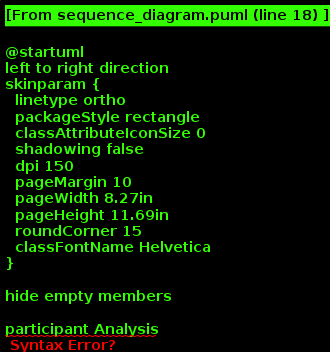 [From sequence_diagram.puml (line 18) ]
@startuml
left to right direction
skinparam {
linetype ortho
packageStyle rectangle
classAttributeIconSize 0
shadowing false
dpi 150
pageMargin 10
pageWidth 8.27in
pageHeight 11.69in
roundCorner 15
classFontName Helvetica
}
hide empty members
participant Analysis
Syntax Error?